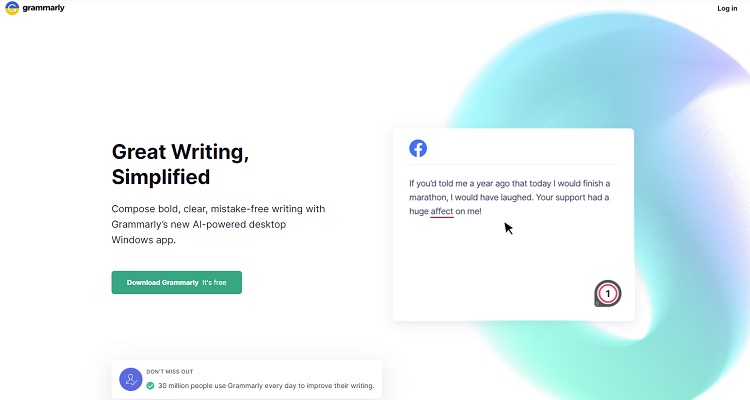 grammarly
Log in
Great Writing,
Simplified
Compose bold, clear, mistake-free writing with
Grammarly's new AI-powered desktop
Windows app.
Download Grammarly It's free
If you'd told me a year ago that today I would finish a
marathon, I would have laughed. Your support had a
huge affect on me!
1
DON'T MISS OUT
30 million people use Grammarly every day to improve their writing.